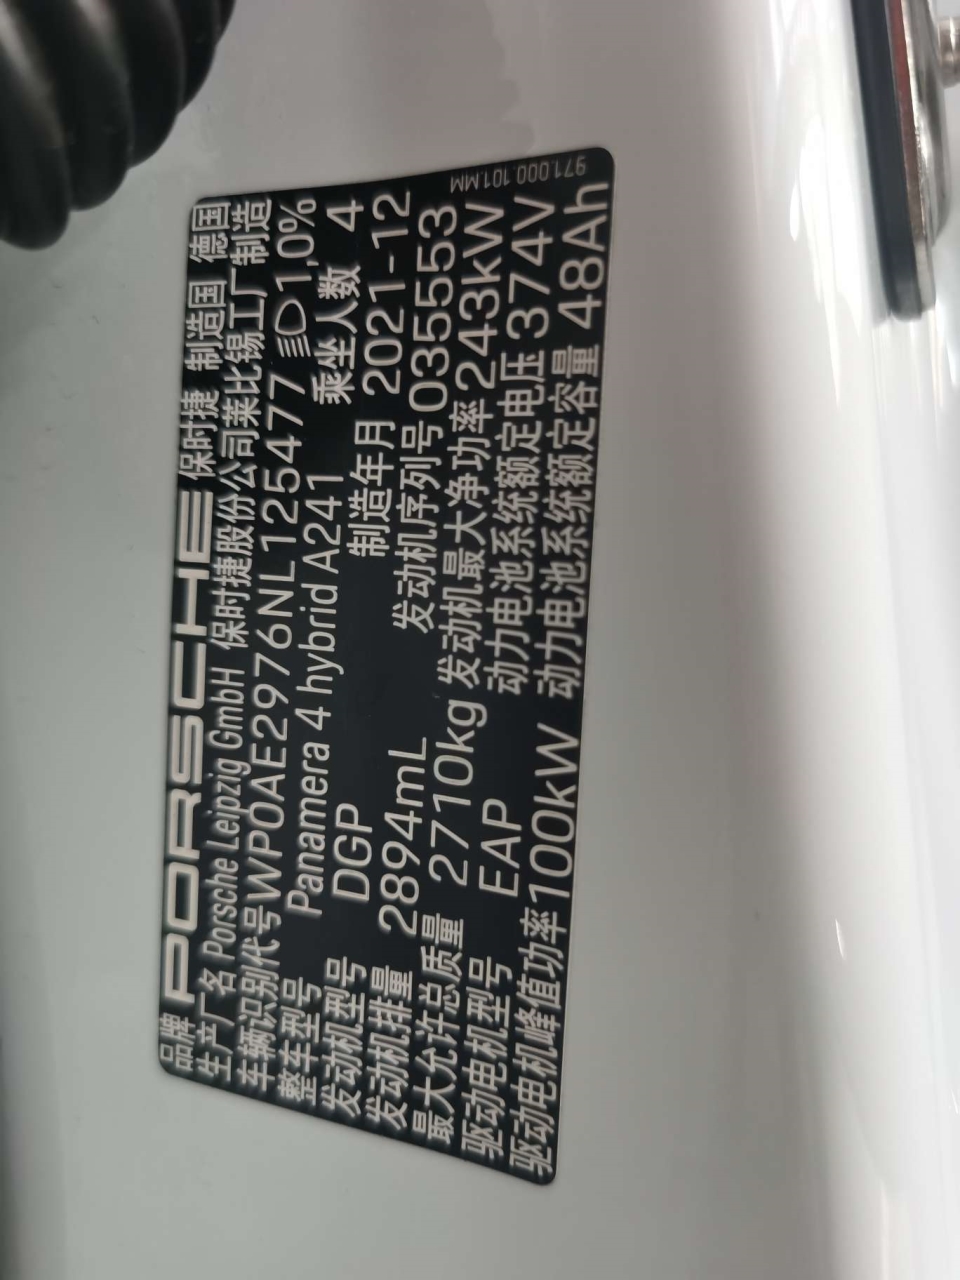 971.000.101.MM
品牌 PORSCHE 保时捷 制造国 德国
生产厂名 Porsche Leipzig GmbH 保时捷股份公司莱比锡工厂制造
车辆识别代号 WP0AE2976NL125477 1,0%
整车型号 Panamera 4 hybrid A241 乘坐人数 4
发动机型号 DGP 制造年月 2021-12
发动机排量 2894mL 发动机序列号 035553
最大允许总质量 2710kg 发动机最大净功率 243kW
驱动电机型号 EAP 动力电池系统额定电压 374V
驱动电机峰值功率 100kW 动力电池系统额定容量 48Ah